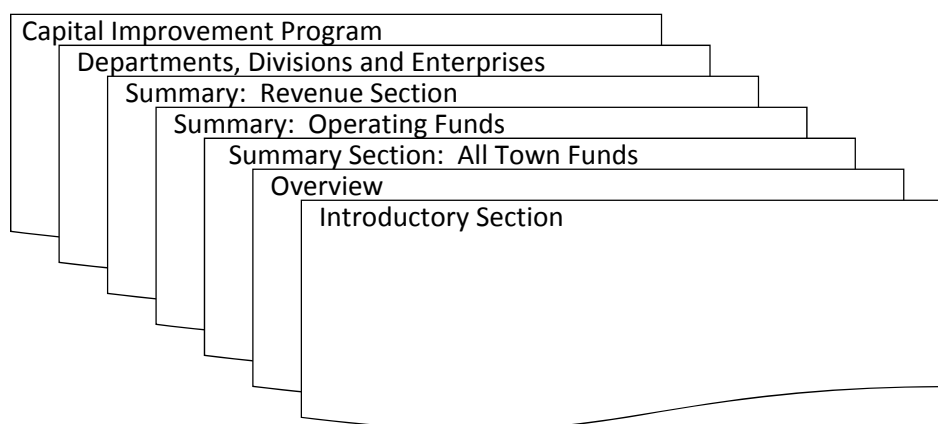 Capital Improvement Program
Departments, Divisions and Enterprises
Summary:  Revenue Section
Summary:  Operating Funds
Summary Section:  All Town Funds
Overview
Introductory Section